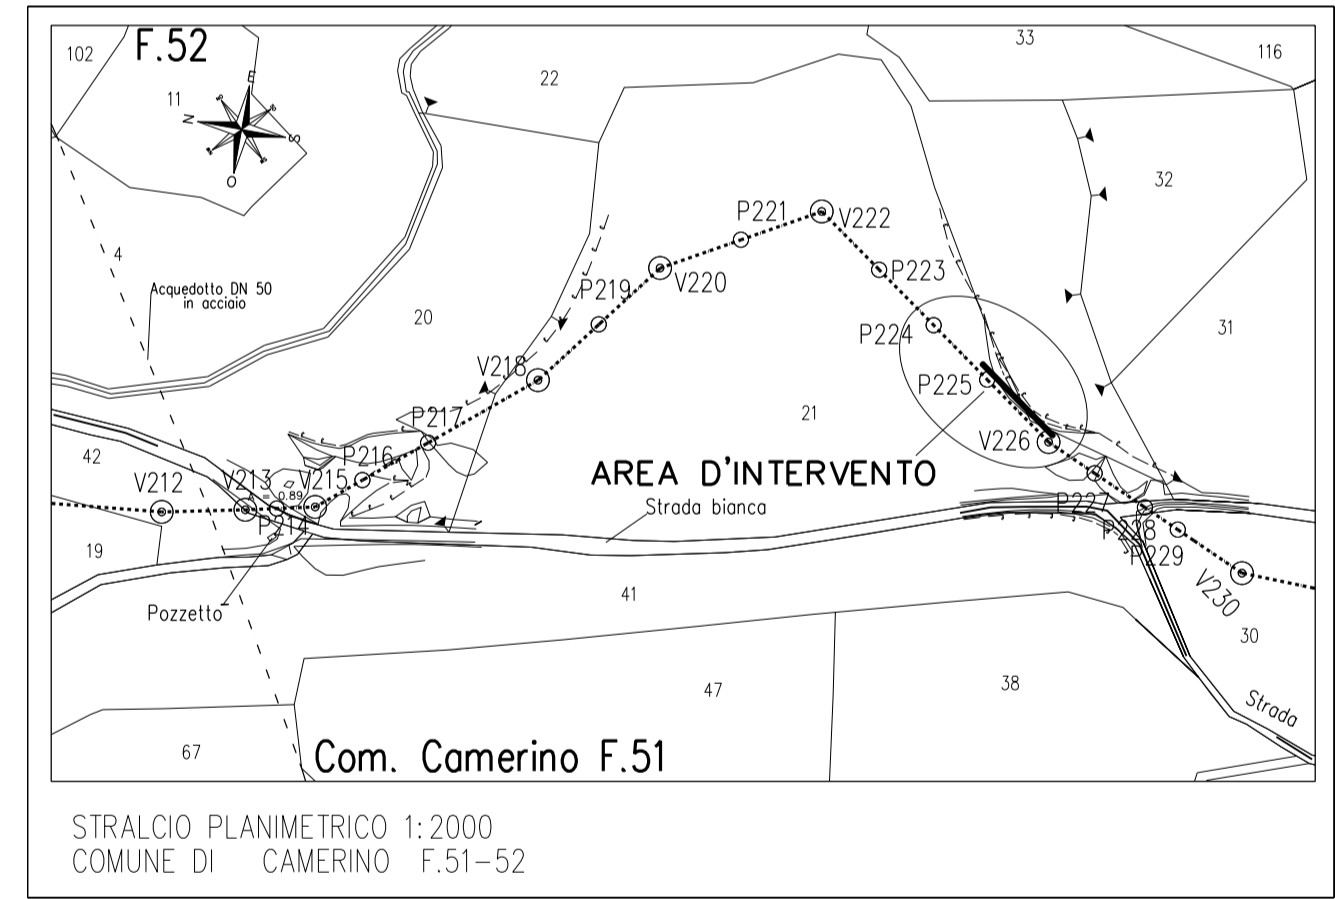 102
F.52
22
33
116
11
E
N
S
O
32
P221
V222
4
Acquedotto DN 50
in acciaio
P223
P219
V220
20
P224
31
V218
P225
21
P217
V226
42
P216
AREA D'INTERVENTO
V212
V213
V215
= 0.89
Strada bianca
P227
P214
P228
19
P229
Pozzetto
41
V230
30
47
38
Strada
67
Com. Camerino F.51
STRALCIO PLANIMETRICO 1:2000
COMUNE DI CAMERINO F.51-52